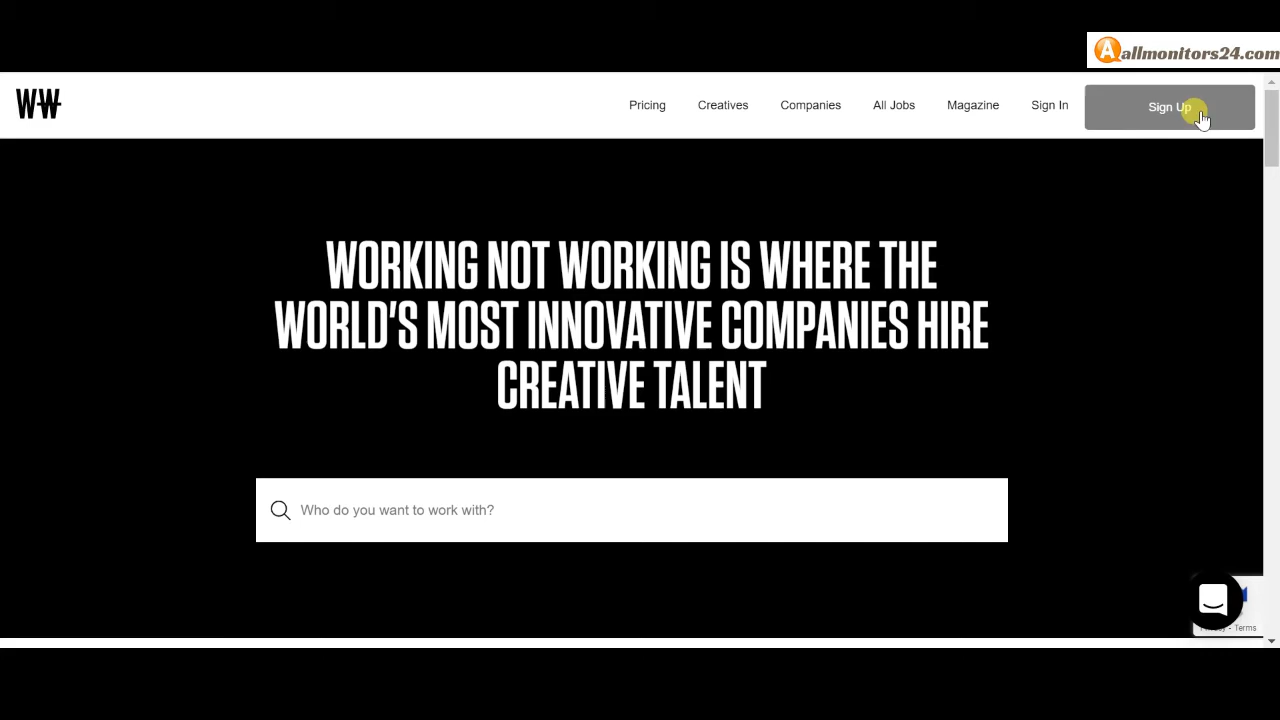 allmonitors24.com
WW
Pricing
Creatives
Companies
All Jobs
Magazine
Sign In
Sign Up
WORKING NOT WORKING IS WHERE THE
WORLD'S MOST INNOVATIVE COMPANIES HIRE
CREATIVE TALENT
Who do you want to work with?
Terms